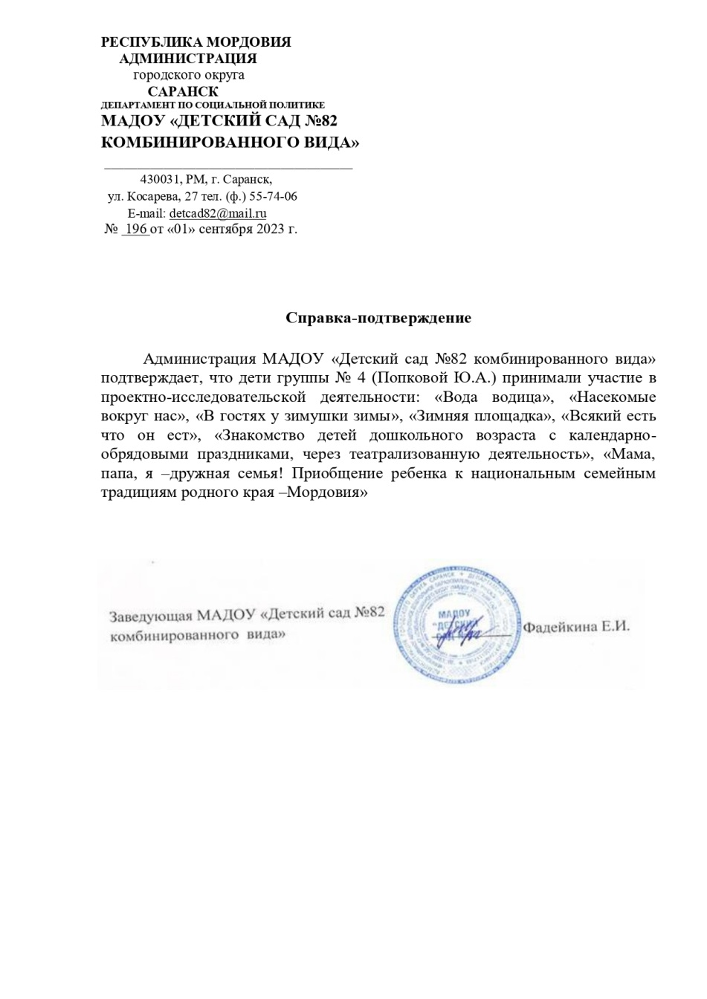 РЕСПУБЛИКА МОРДОВИЯ
АДМИНИСТРАЦИЯ
городского округа
САРАНСК
ДЕПАРТАМЕНТ ПО СОЦИАЛЬНОЙ ПОЛИТИКЕ
МАДОУ «ДЕТСКИЙ САД №82
КОМБИНИРОВАННОГО ВИДА»
430031, РМ, г. Саранск,
ул. Косарева, 27 тел. (ф.) 55-74-06
E-mail: detcad82@mail.ru
№ 196 от «01» сентября 2023 г.
Справка-подтверждение
Администрация МАДОУ «Детский сад №82 комбинированного вида»
подтверждает, что дети группы № 4 (Попковой Ю.А.) принимали участие в
проектно-исследовательской деятельности: «Вода водица», «Насекомые
вокруг нас», «В гостях у зимушки зимы», «Зимняя площадка», «Всякий есть
что он ест», «Знакомство детей дошкольного возраста с календарно-
обрядовыми праздниками, через театрализованную деятельность», «Мама,
папа, я –дружная семья! Приобщение ребенка к национальным семейным
традициям родного края –Мордовия»
Заведующая МАДОУ «Детский сад №82
комбинированного вида»
МАДОУ
"ДЕТСКИЙ
САД
Фадейкина Е.И.